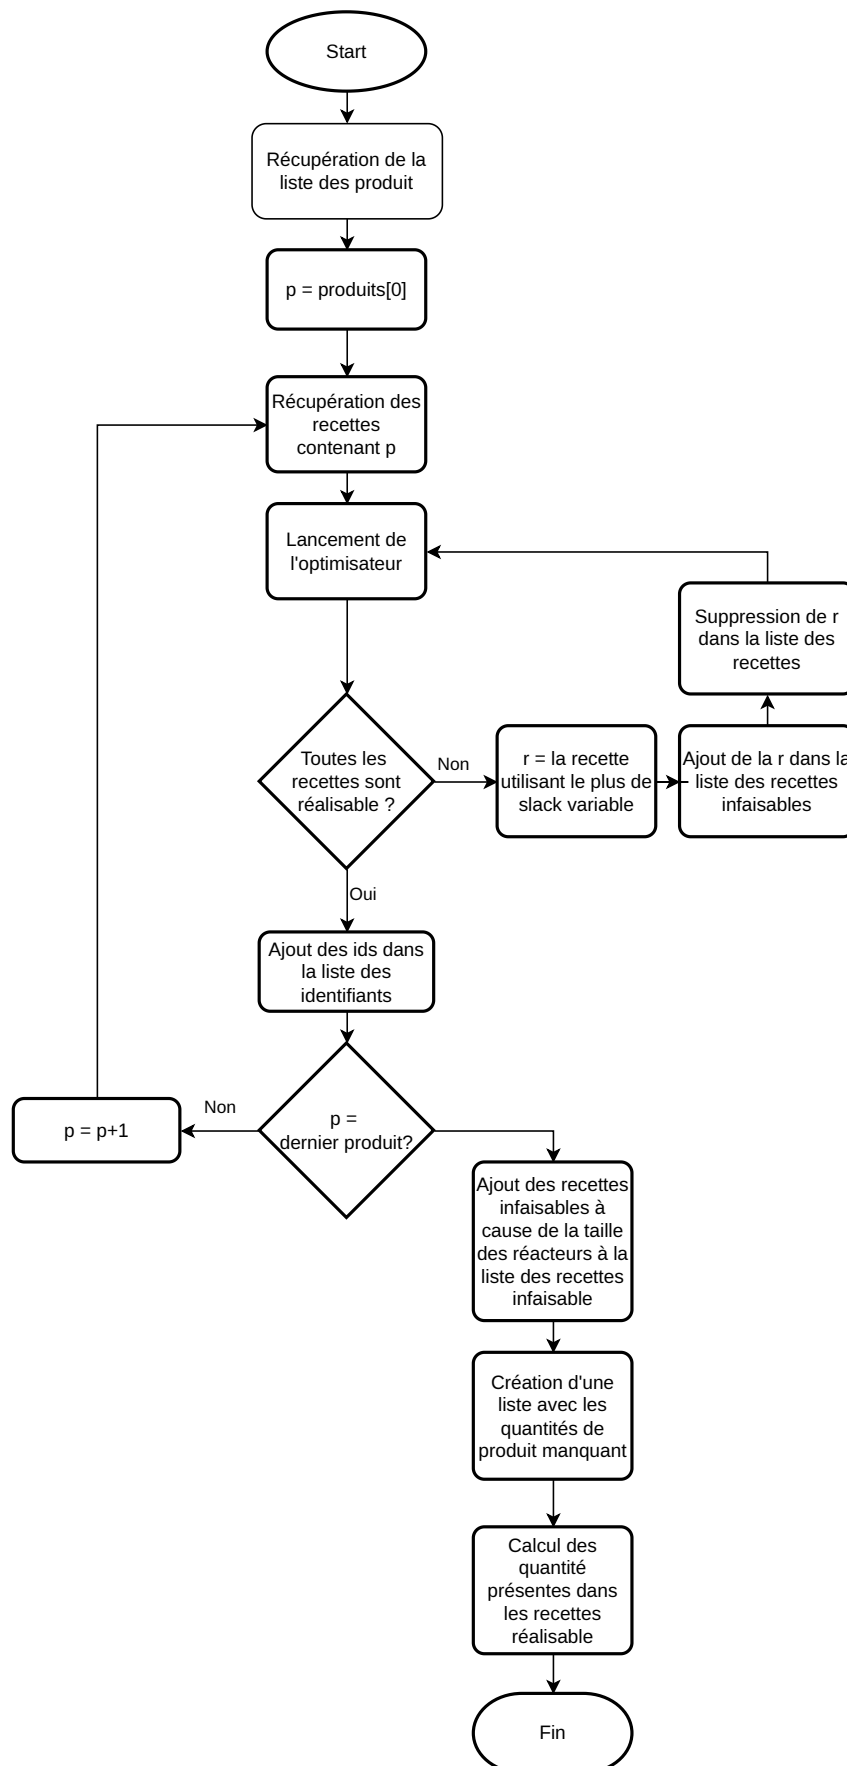 Start
Récupération de la
liste des produit
p = produits[0]
Récupération des
recettes
contenant p
Lancement de
l'optimisateur
Suppression de r
dans la liste des
recettes
Toutes les
recettes sont
réalisable ?
Non
r = la recette
utilisant le plus de
slack variable
Ajout de la r dans la
liste des recettes
infaisables
Oui
Ajout des ids dans
la liste des
identifiants
p =
dernier produit?
Non
p = p+1
Ajout des recettes
infaisables à
cause de la taille
des réacteurs à la
liste des recettes
infaisable
Création d'une
liste avec les
quantités de
produit manquant
Calcul des
quantité
présentes dans
les recettes
réalisable
Fin